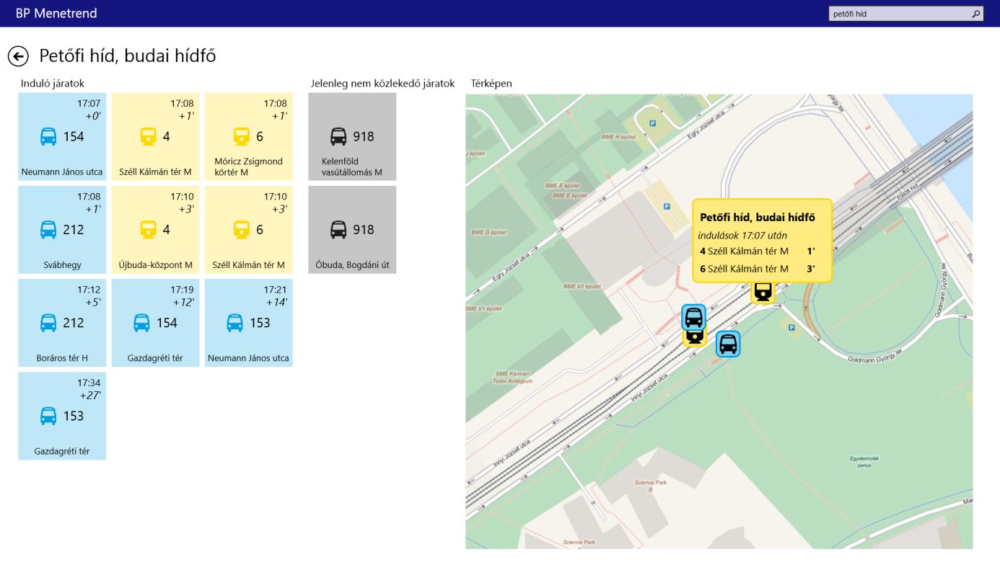 BP Menetrend
petőfi híd
Petőfi híd, budai hídfő
Induló járatok
17:07
+0'
154
Neumann János utca
17:08
+1'
4
Széll Kálmán tér M
17:08
+1'
6
Móricz Zsigmond
körtér M
17:08
+1'
212
Svábhegy
17:10
+3'
4
Újbuda-központ M
17:10
+3'
6
Széll Kálmán tér M
17:12
+5'
212
Boráros tér H
17:19
+12'
154
Gazdagréti tér
17:21
+14'
153
Neumann János utca
17:34
+27'
153
Gazdagréti tér
Jelenleg nem közlekedő járatok
918
Kelenföld
vasútállomás M
918
Óbuda, Bogdáni út
Térképen
György tér
Goldmann György tér
P
Egry József utca
BME H épület
J épület
BME E épület
BME E épület
P
Petőfi híd
BME G épület
Petőfi híd, budai hídfő
indulások 17:07 után
4 Széll Kálmán tér M 1'
6 Széll Kálmán tér M 3'
Egry József utca
BME V2 épület
BME V1 épület
Goldmann György tér
P
Goldmann György tér
BME Kármán
Tódor Kollégium
Irinyi József utca
Irinyi József utca
Egyetemisták
parkja
Science Park
B
Science Park